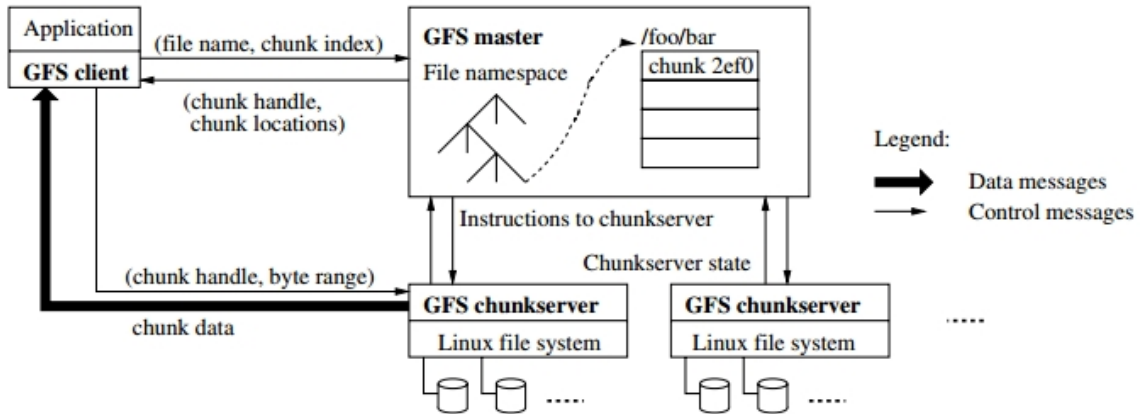 Application
GFS client
(file name, chunk index)
(chunk handle,
chunk locations)
GFS master
File namespace
/foo/bar
chunk 2ef0
Legend:
Data messages
Control messages
Instructions to chunkserver
Chunkserver state
(chunk handle, byte range)
chunk data
GFS chunkserver
Linux file system
GFS chunkserver
Linux file system